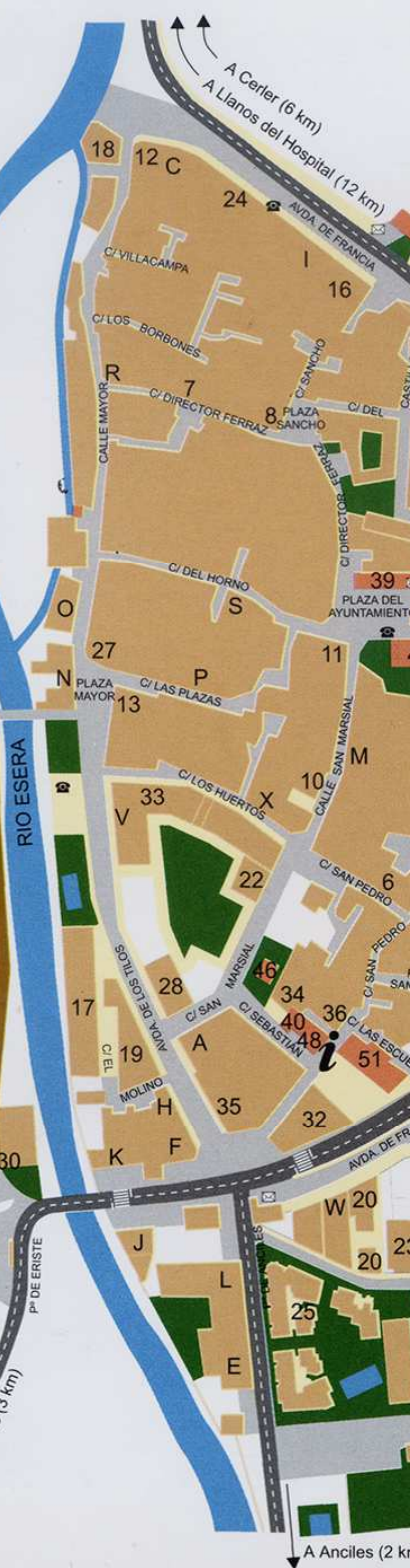 A Cerler (6 km)
A Llanos del Hospital (12 km)
18
12
C
24
AVDA. DE FRANCIA
I
16
C/ VILLACAMPA
C/ LOS BORBONES
C/ SANCHO
R
7
C/ DIRECTOR FERRAZ
8
PLAZA
SANCHO
C/ DEL
CALLE MAYOR
C/ DIRECTOR FERRAZ
C/ DEL HORNO
39
PLAZA DEL
AYUNTAMIENTO
O
S
27
11
N
PLAZA
MAYOR
P
C/ LAS PLAZAS
13
CALLE SAN MARSIAL
M
RIO ESERA
33
C/ LOS HUERTOS
X
10
V
C/ SAN PEDRO
6
22
C/ SAN PEDRO
AVDA. DE LOS TILOS
C/ SAN MARSIAL
46
28
34
17
C/ SEBASTIAN
40
36
48
i
C/ LAS ESCUE
51
A
19
C/ EL
MOLINO
H
35
32
F
K
AVDA. DE FR
30
W
20
J
20
23
Pº DE ERISTE
L
25
E
(3 km)
A Anciles (2 km